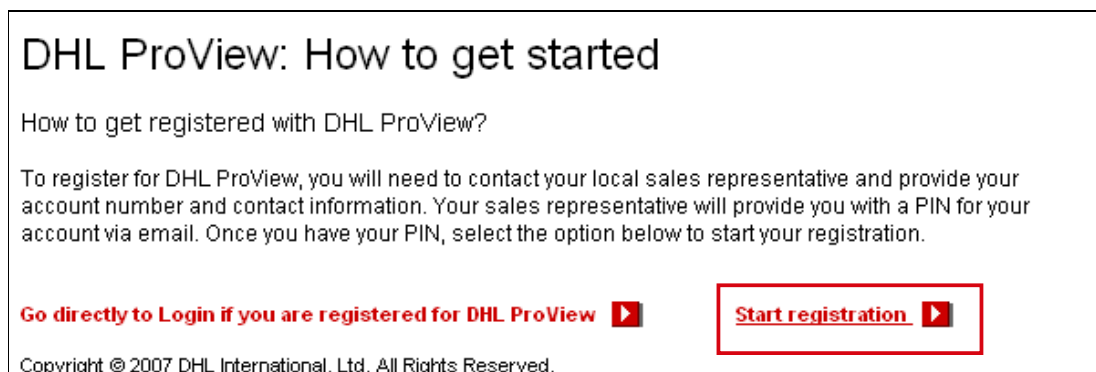 DHL ProView: How to get started
How to get registered with DHL ProView?
To register for DHL ProView, you will need to contact your local sales representative and provide your
account number and contact information. Your sales representative will provide you with a PIN for your
account via email. Once you have your PIN, select the option below to start your registration.
Go directly to Login if you are registered for DHL ProView Start registration
Copyright © 2007 DHL International, Ltd. All Rights Reserved.